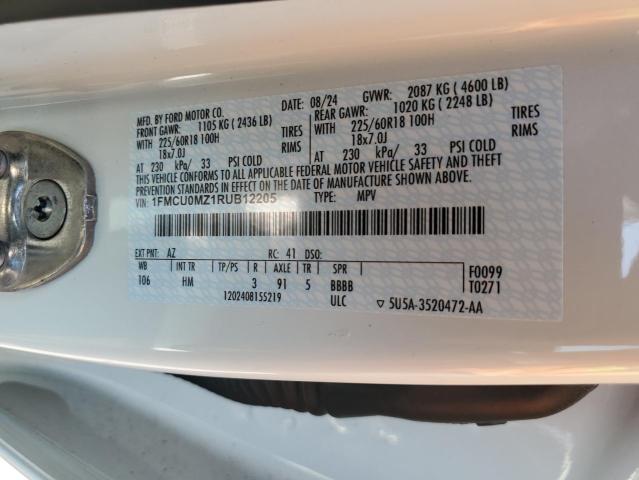 MFD. BY FORD MOTOR CO.
DATE: 08/24 GVWR: 2087 KG ( 4600 LB)
FRONT GAWR: 1105 KG ( 2436 LB) REAR GAWR: 1020 KG ( 2248 LB)
WITH 225/60R18 100H TIRES WITH 225/60R18 100H TIRES
18x7.0J RIMS 18x7.0J RIMS
AT 230 kPa/ 33 PSI COLD AT 230 kPa/ 33 PSI COLD
THIS VEHICLE CONFORMS TO ALL APPLICABLE FEDERAL MOTOR VEHICLE SAFETY AND THEFT
PREVENTION STANDARDS IN EFFECT ON THE DATE OF MANUFACTURE SHOWN ABOVE.
VIN: 1FMCU0MZ1RUB12205 TYPE: MPV
EXT PNT: AZ RC: 41 DSO:
WB INT TR TP/PS R AXLE TR SPR F0099
106 HM 3 91 5 BBBB T0271
1202408155219 ULC ▽ 5U5A-3520472-AA